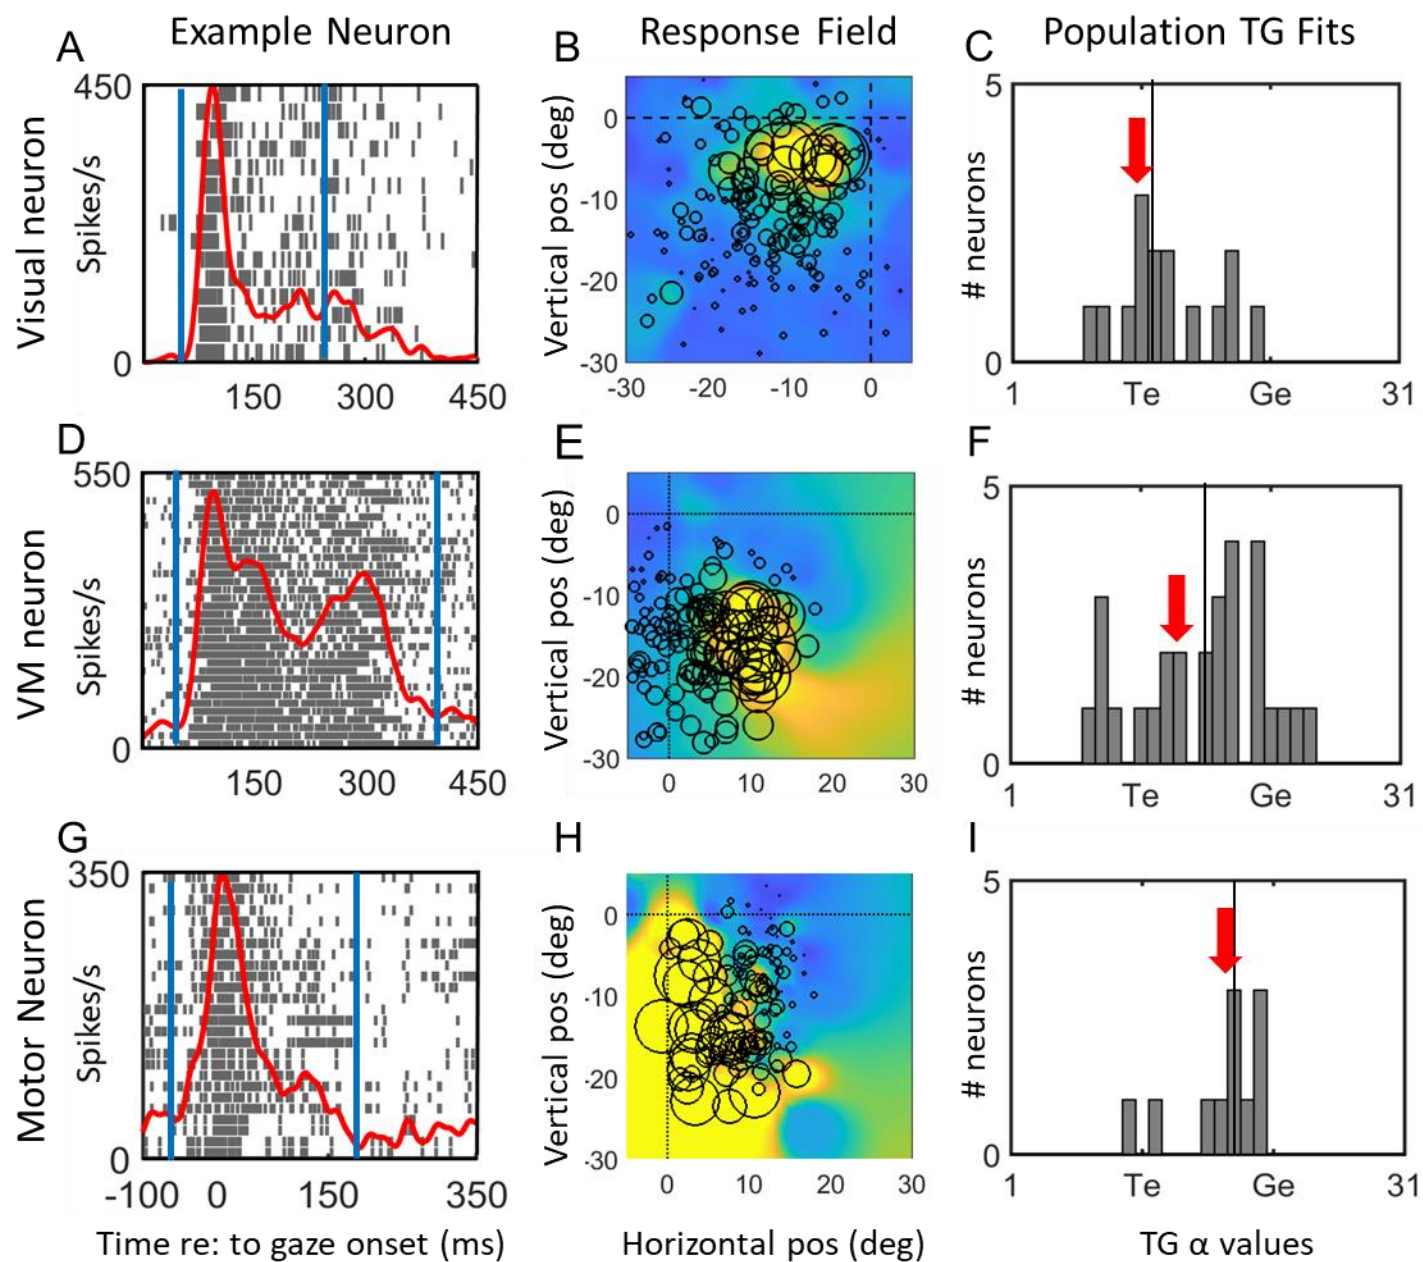 Example Neuron
Response Field
Population TG Fits
A
B
C
Visual neuron
Spikes/s
450
0
150 300 450
Vertical pos (deg)
0
-10
-20
-30
-30 -20 -10 0
# neurons
5
0
1 Te Ge 31
D
E
F
VM neuron
Spikes/s
550
0
150 300 450
Vertical pos (deg)
0
-10
-20
-30
0 10 20 30
# neurons
5
0
1 Te Ge 31
G
H
I
Motor Neuron
Spikes/s
350
0
-100 0 150 350
Time re: to gaze onset (ms)
Vertical pos (deg)
0
-10
-20
-30
0 10 20 30
Horizontal pos (deg)
# neurons
5
0
1 Te Ge 31
TG α values